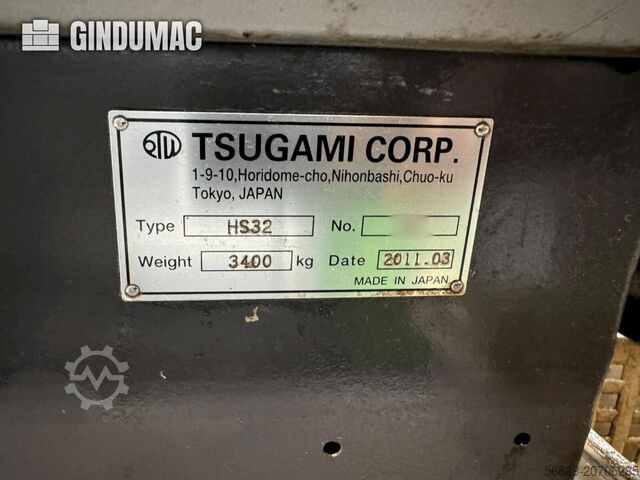 GINDUMAC
TSUGAMI CORP.
1-9-10,Horidome-cho,Nihonbashi,Chuo-ku
Tokyo, JAPAN
Type HS32 No.
Weight 3400 kg Date 2011.03
MADE IN JAPAN